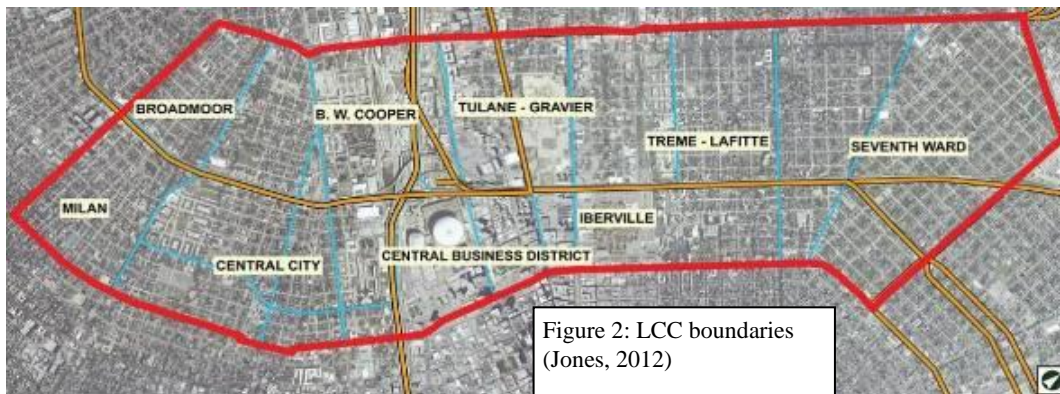 BROADMOOR
B. W. COOPER
TULANE - GRAVIER
TREME - LAFITTE
SEVENTH WARD
MILAN
IBERVILLE
CENTRAL CITY
CENTRAL BUSINESS DISTRICT
Figure 2: LCC boundaries
(Jones, 2012)